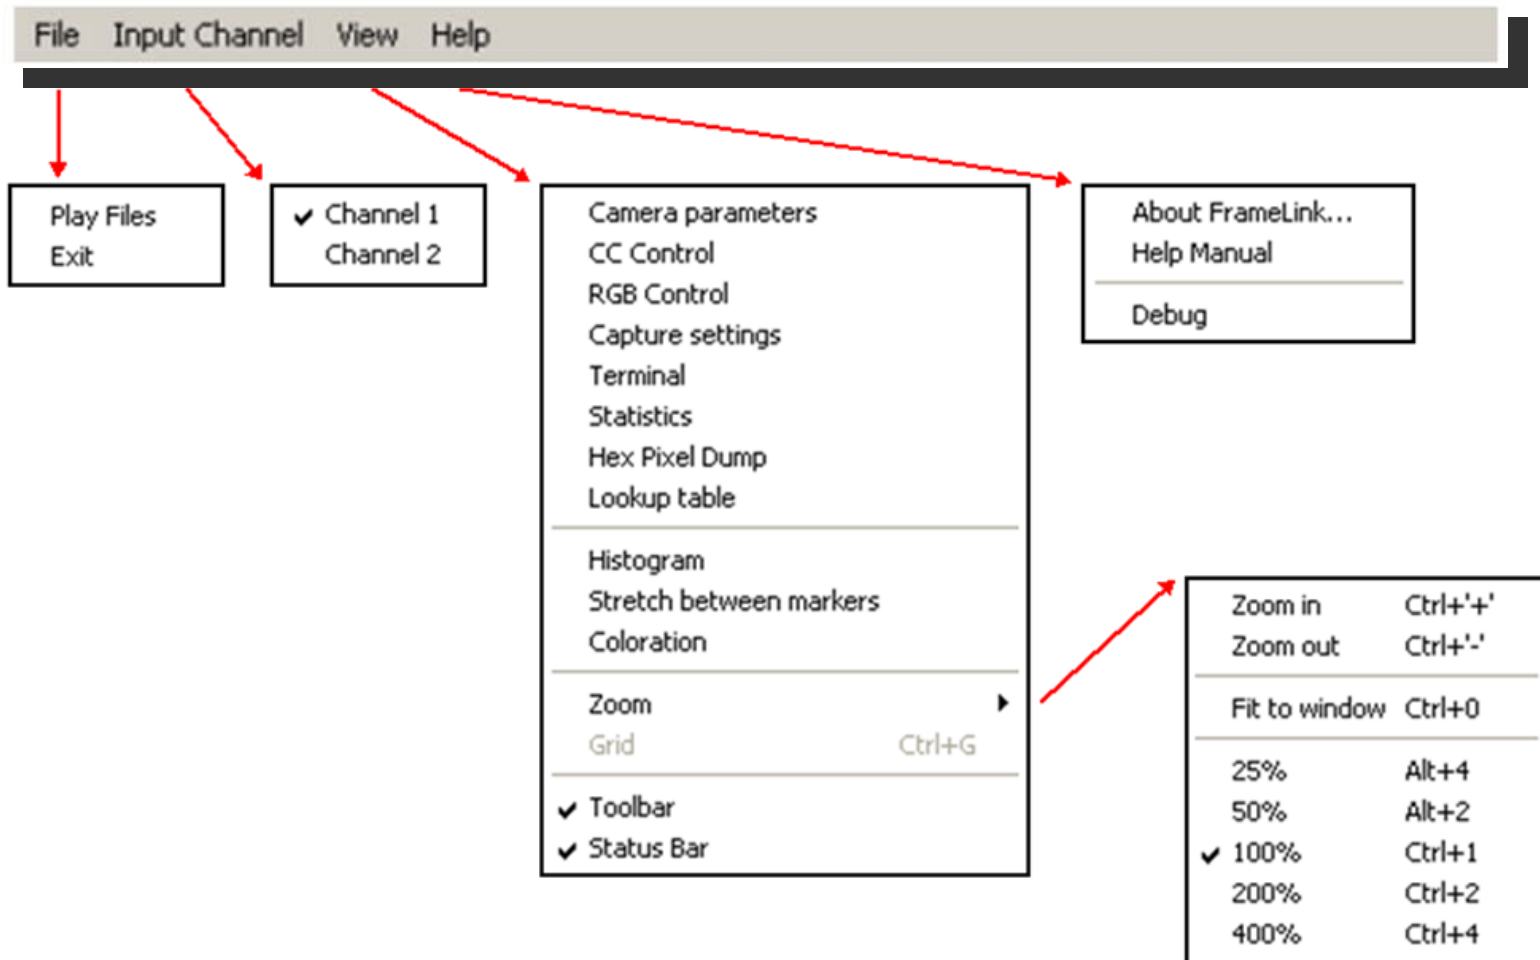 File Input Channel View Help
Play Files
Exit
Channel 1
Channel 2
Camera parameters
CC Control
RGB Control
Capture settings
Terminal
Statistics
Hex Pixel Dump
Lookup table
Histogram
Stretch between markers
Coloration
Zoom
Grid Ctrl+G
Toolbar
Status Bar
About FrameLink...
Help Manual
Debug
Zoom in Ctrl+'+'
Zoom out Ctrl+'-'
Fit to window Ctrl+0
25% Alt+4
50% Alt+2
100% Ctrl+1
200% Ctrl+2
400% Ctrl+4